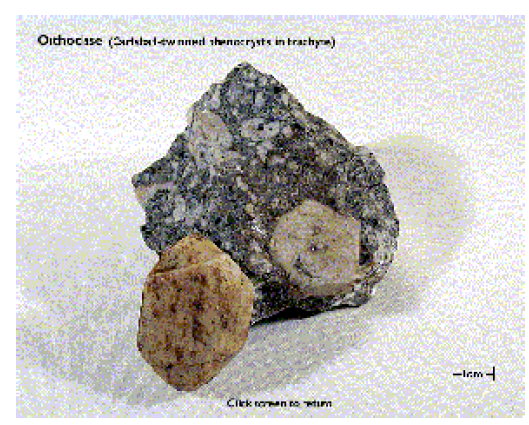 Orthoclase (Carlsbad-twinned phenocrysts in trachyte)
1cm
Click screen to return